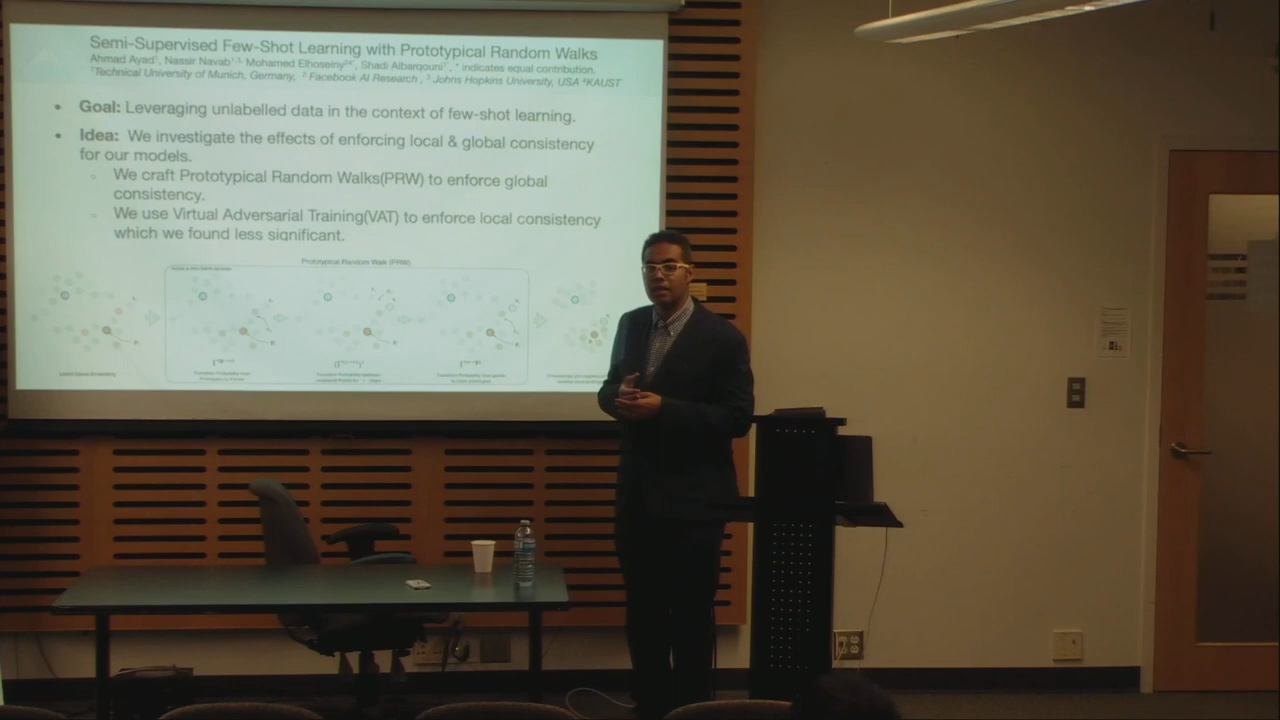 Semi-Supervised Few-Shot Learning with Prototypical Random Walks
Ahmad Ayad¹, Nassir Navab¹,³, Mohamed Elhoseiny²,⁴*, Shadi Albarqouni¹*, * indicates equal contribution.
¹Technical University of Munich, Germany, ² Facebook AI Research , ³ Johns Hopkins University, USA ⁴KAUST
• Goal: Leveraging unlabelled data in the context of few-shot learning.
• Idea: We investigate the effects of enforcing local & global consistency
for our models.
◦ We craft Prototypical Random Walks(PRW) to enforce global
consistency.
◦ We use Virtual Adversarial Training(VAT) to enforce local consistency
which we found less significant.
Prototypical Random Walk (PRW)